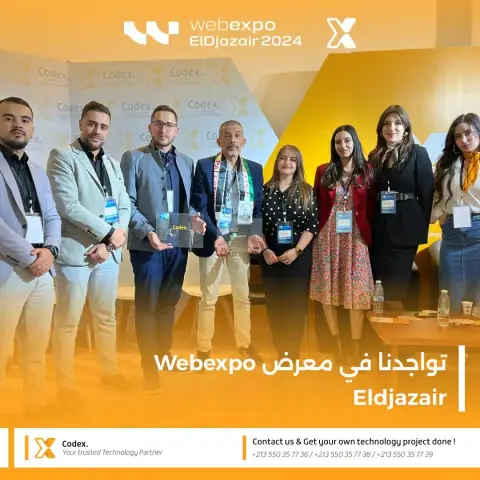 webexpo
ElDjazair 2024
Codex.
Codex.
Codex.
Codex.
تواجدنا في معرض Webexpo
Eldjazair
Codex.
Your trusted Technology Partner
Contact us & Get your own technology project done !
+213 550 35 77 36 / +213 550 35 77 38 / +213 550 35 77 39